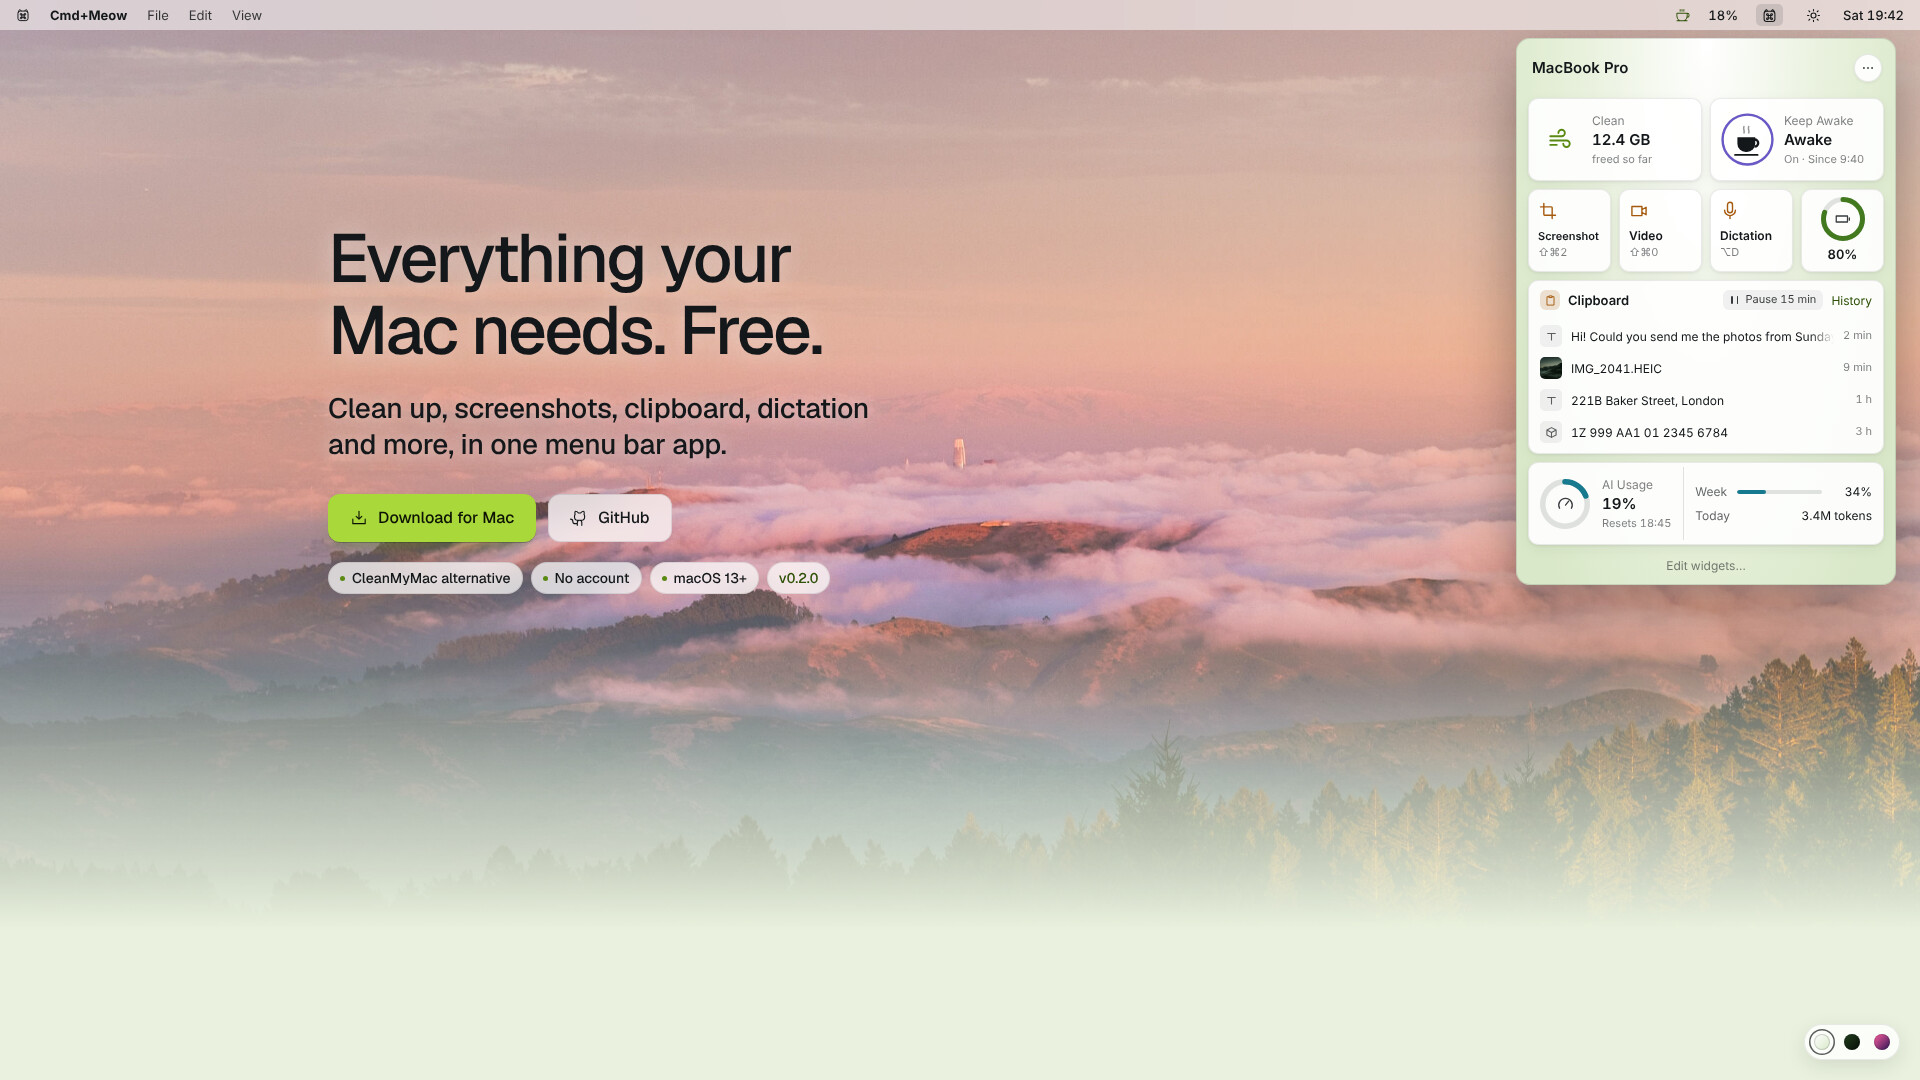 Cmd+Meow File Edit View
18% Sat 19:42
MacBook Pro
Clean
12.4 GB
freed so far
Keep Awake
Awake
On · Since 9:40
Screenshot
⇧⌘2
Video
⇧⌘0
Dictation
⌥D
80%
Clipboard Pause 15 min History
Hi! Could you send me the photos from Sunda 2 min
IMG_2041.HEIC 9 min
221B Baker Street, London 1 h
1Z 999 AA1 01 2345 6784 3 h
AI Usage
19%
Resets 18:45
Week 34%
Today 3.4M tokens
Edit widgets...
Everything your
Mac needs. Free.
Clean up, screenshots, clipboard, dictation
and more, in one menu bar app.
Download for Mac GitHub
CleanMyMac alternative No account macOS 13+ v0.2.0